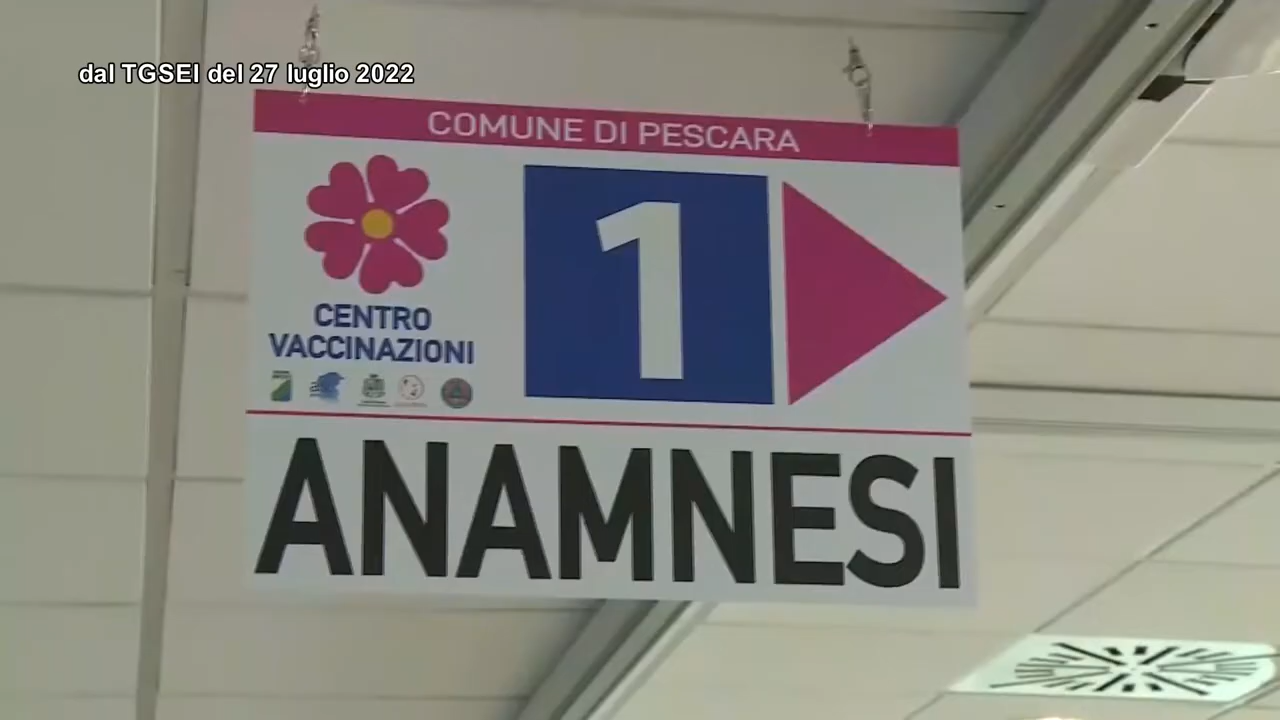 dal TGSEI del 27 luglio 2022
COMUNE DI PESCARA
1
CENTRO
VACCINAZIONI
ANAMNESI